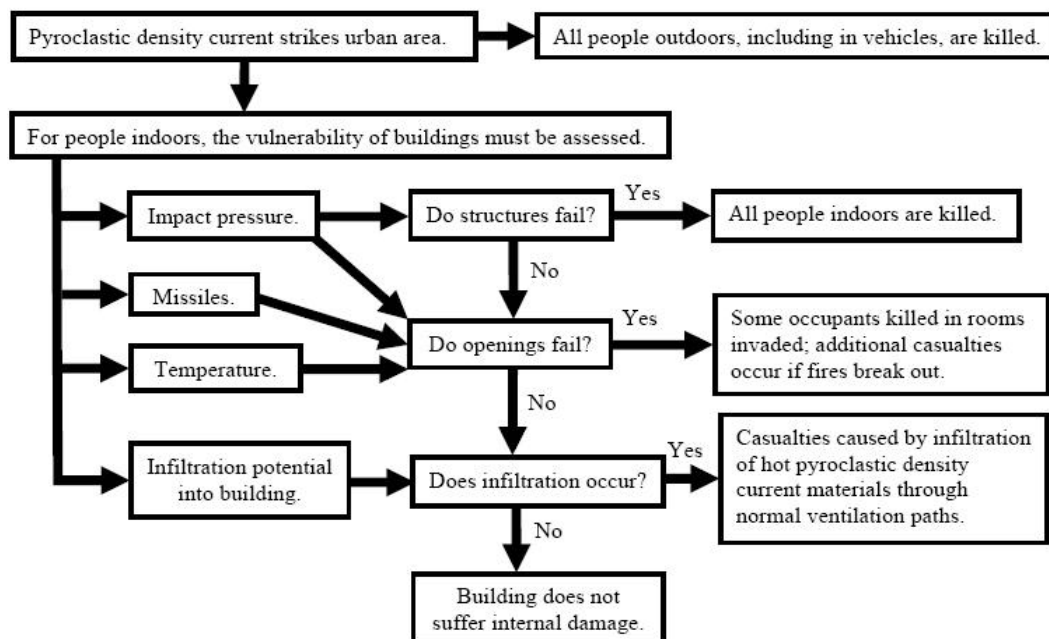 Pyroclastic density current strikes urban area.
All people outdoors, including in vehicles, are killed.
For people indoors, the vulnerability of buildings must be assessed.
Impact pressure.
Do structures fail?
Yes
All people indoors are killed.
No
Missiles.
Do openings fail?
Yes
Some occupants killed in rooms
invaded; additional casualties
occur if fires break out.
Temperature.
No
Infiltration potential
into building.
Does infiltration occur?
Yes
Casualties caused by infiltration
of hot pyroclastic density
current materials through
normal ventilation paths.
No
Building does not
suffer internal damage.